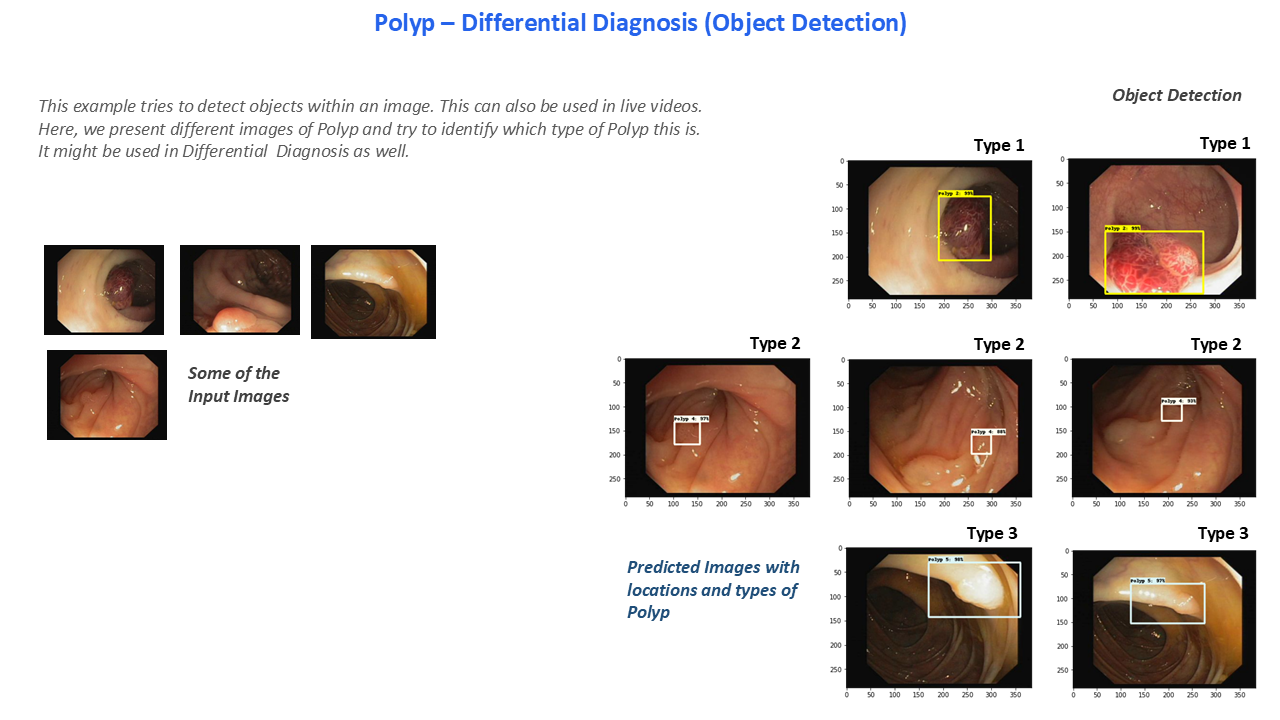 Polyp – Differential Diagnosis (Object Detection)
This example tries to detect objects within an image. This can also be used in live videos.
Here, we present different images of Polyp and try to identify which type of Polyp this is.
It might be used in Differential  Diagnosis as well.
Object Detection
Some of the
Input Images
Type 1
Polyp 2: 99%
0
50
100
150
200
250
0 50 100 150 200 250 300 350
Type 1
Polyp 2: 99%
0
50
100
150
200
250
0 50 100 150 200 250 300 350
Type 2
Polyp 4: 97%
0
50
100
150
200
250
0 50 100 150 200 250 300 350
Type 2
Polyp 4: 88%
0
50
100
150
200
250
0 50 100 150 200 250 300 350
Type 2
Polyp 4: 93%
0
50
100
150
200
250
0 50 100 150 200 250 300 350
Predicted Images with
locations and types of
Polyp
Type 3
Polyp 5: 98%
0
50
100
150
200
250
0 50 100 150 200 250 300 350
Type 3
Polyp 5: 97%
0
50
100
150
200
250
0 50 100 150 200 250 300 350